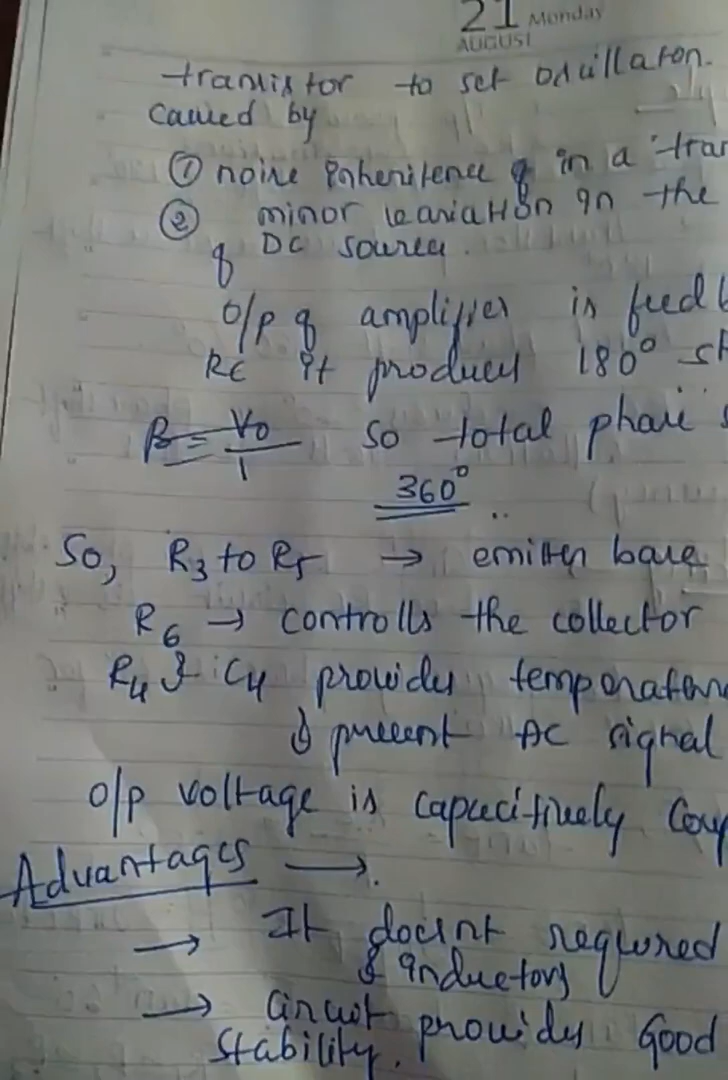 21 Monday
AUGUST
transistor to set oscillaton.
caused by
① noise inheritence in a tran
② minor variation in the
of DC source.
O/p of amplifier is feed
RC it produces 180° sh
B = Vo / 1 so total phase s
360°
So, R3 to R5 → emitter base
R6 → controlls the collector
R4 & C4 provides temperature
& prevent AC signal
O/p voltage is capacitively Coup
Advantages →.
→ It doesnt required
& inductors
→ Circuit provides Good
stability.